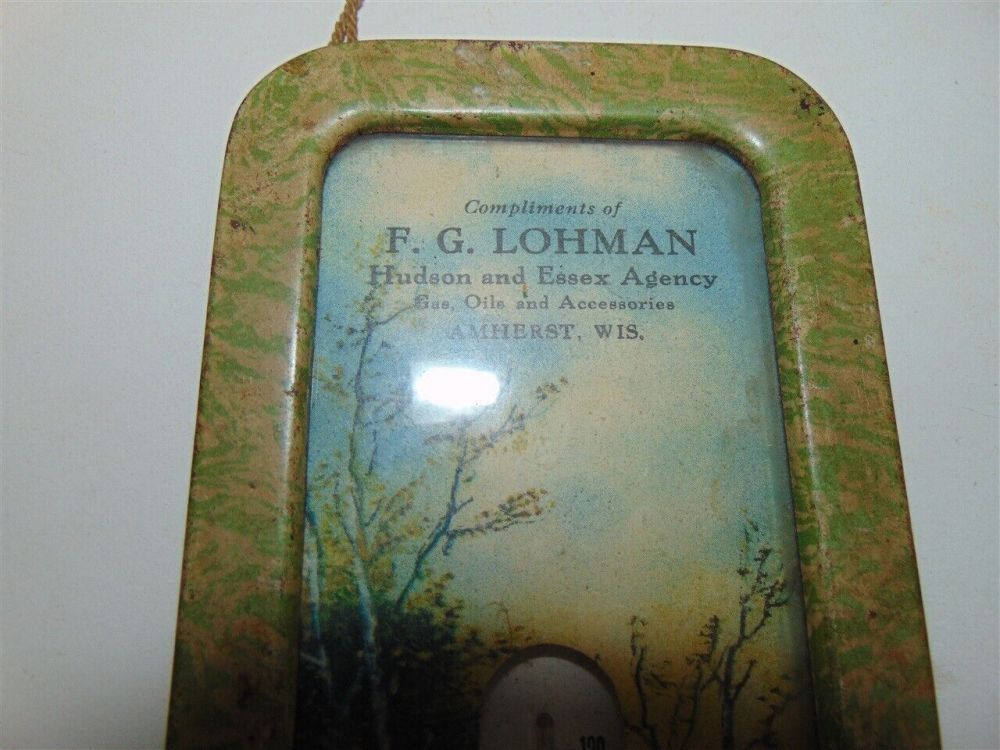 Compliments of
F. G. LOHMAN
Hudson and Essex Agency
Gas, Oils and Accessories
AMHERST, WIS.
100